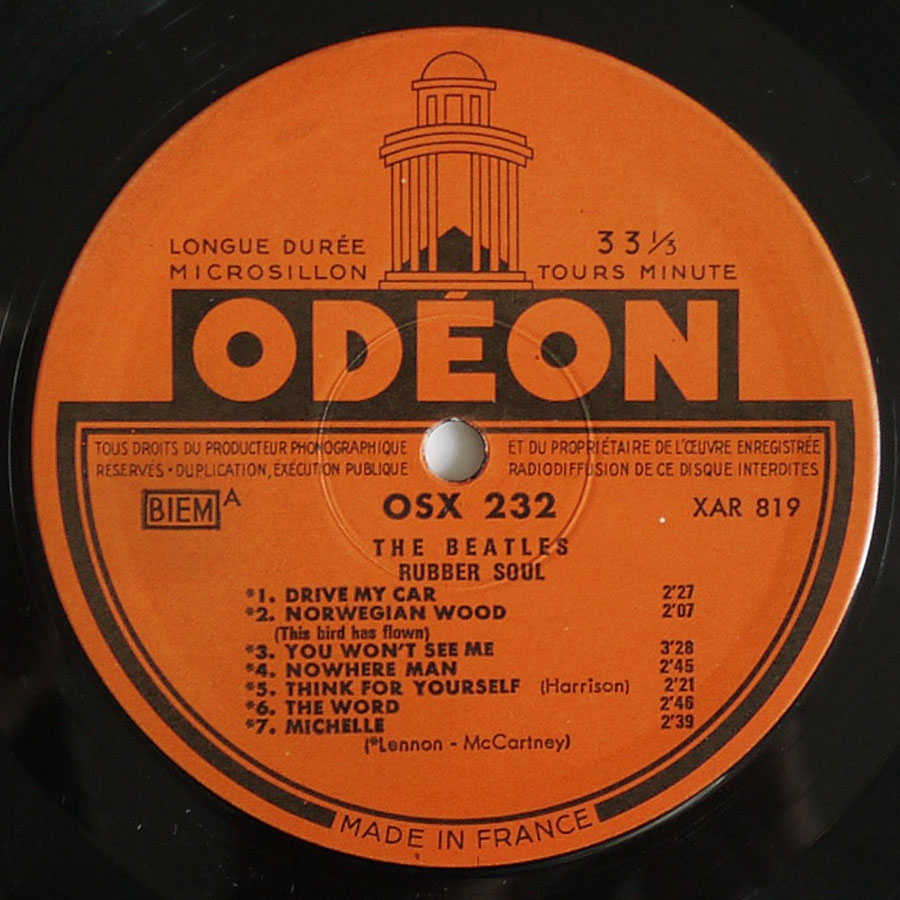 LONGUE DURÉE
MICROSILLON
33 1/3
TOURS MINUTE
ODÉON
TOUS DROITS DU PRODUCTEUR PHONOGRAPHIQUE ET DU PROPRIÉTAIRE DE L'ŒUVRE ENREGISTRÉE
RÉSERVÉS • DUPLICATION, EXÉCUTION PUBLIQUE RADIODIFFUSION DE CE DISQUE INTERDITES
BIEM A OSX 232 XAR 819
THE BEATLES
RUBBER SOUL
*1. DRIVE MY CAR 2'27
*2. NORWEGIAN WOOD 2'07
(This bird has flown)
*3. YOU WON'T SEE ME 3'28
*4. NOWHERE MAN 2'45
*5. THINK FOR YOURSELF (Harrison) 2'21
*6. THE WORD 2'46
*7. MICHELLE 2'39
(*Lennon - McCartney)
MADE IN FRANCE